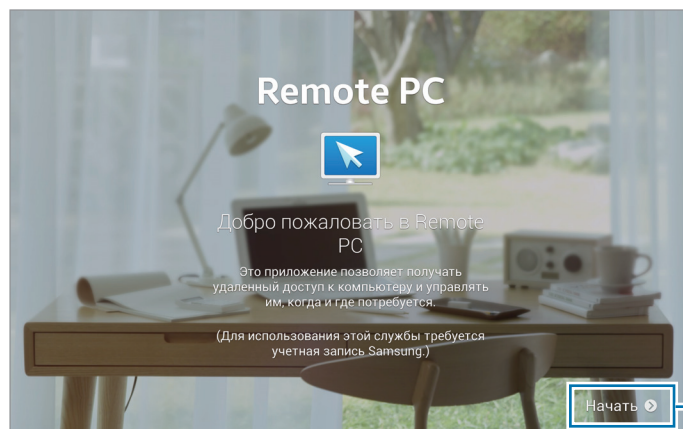 Remote PC
Добро пожаловать в Remote
PC
Это приложение позволяет получать
удаленный доступ к компьютеру и управлять
им, когда и где потребуется.
(Для использования этой службы требуется
учетная запись Samsung.)
Начать